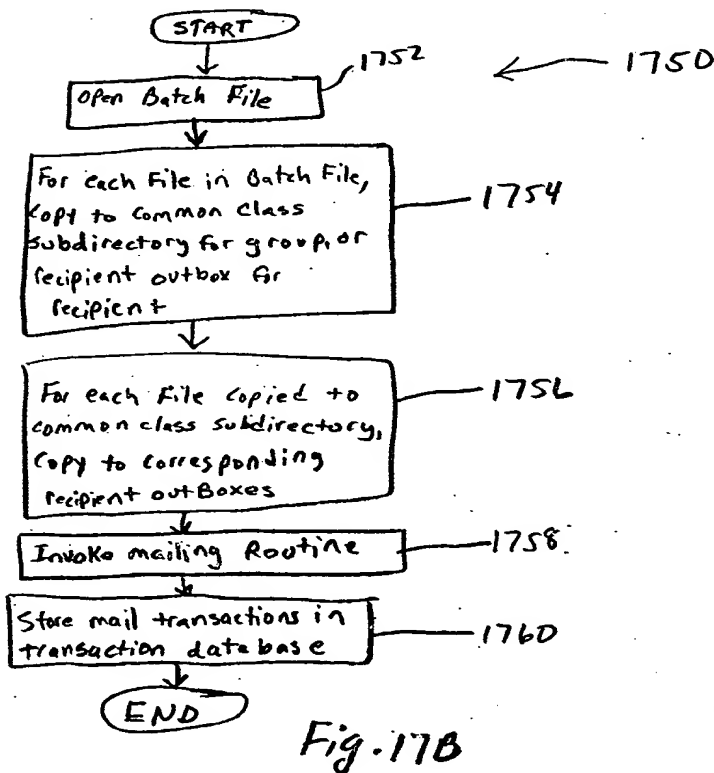 START
1752
1750
Open Batch File
For each File in Batch File,
copy to common class
subdirectory for group, or
recipient outbox for
recipient
1754
For each File copied to
common class subdirectory,
copy to corresponding
recipient outBoxes
1756
Invoke mailing Routine
1758
Store mail transactions in
transaction database
1760
END
Fig. 17B